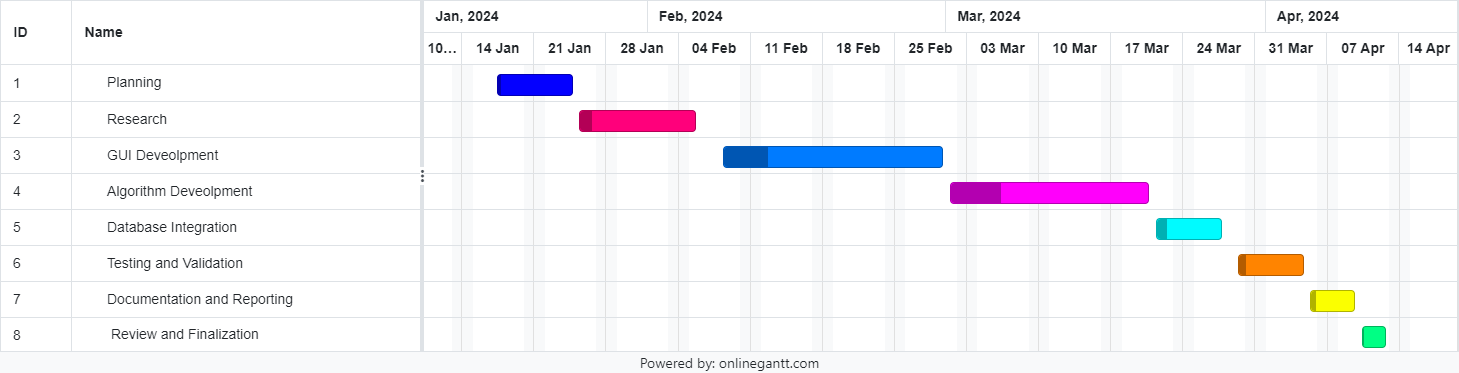 ID Name Jan, 2024 Feb, 2024 Mar, 2024 Apr, 2024
10... 14 Jan 21 Jan 28 Jan 04 Feb 11 Feb 18 Feb 25 Feb 03 Mar 10 Mar 17 Mar 24 Mar 31 Mar 07 Apr 14 Apr
1 Planning
2 Research
3 GUI Deveolpment
4 Algorithm Deveolpment
5 Database Integration
6 Testing and Validation
7 Documentation and Reporting
8 Review and Finalization
Powered by: onlinegantt.com